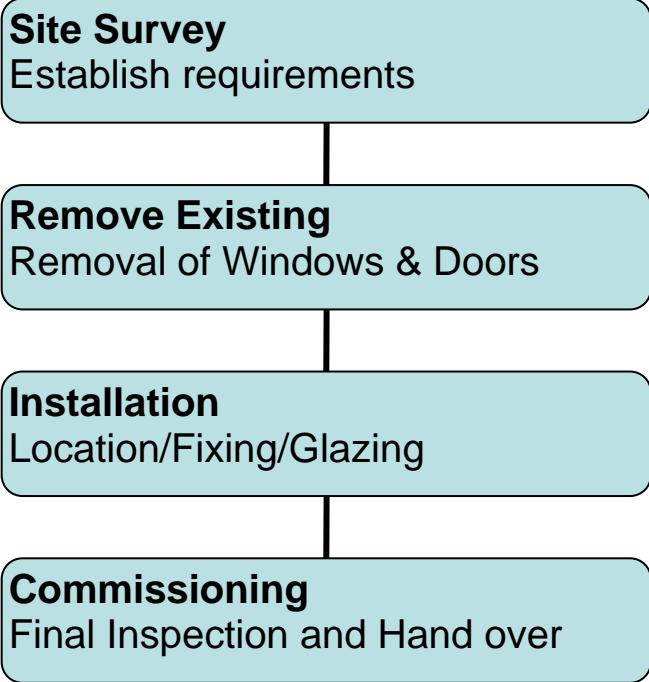 Site Survey
Establish requirements
Remove Existing
Removal of Windows & Doors
Installation
Location/Fixing/Glazing
Commissioning
Final Inspection and Hand over